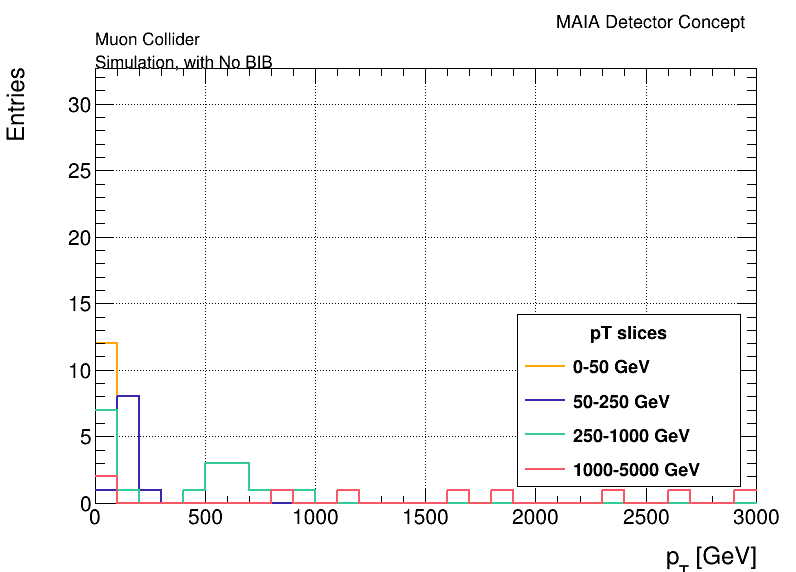 MAIA Detector Concept
Muon Collider
Simulation, with No BIB
Entries
30
25
20
15
10
5
0
pT slices
0-50 GeV
50-250 GeV
250-1000 GeV
1000-5000 GeV
0 500 1000 1500 2000 2500 3000
p_T [GeV]